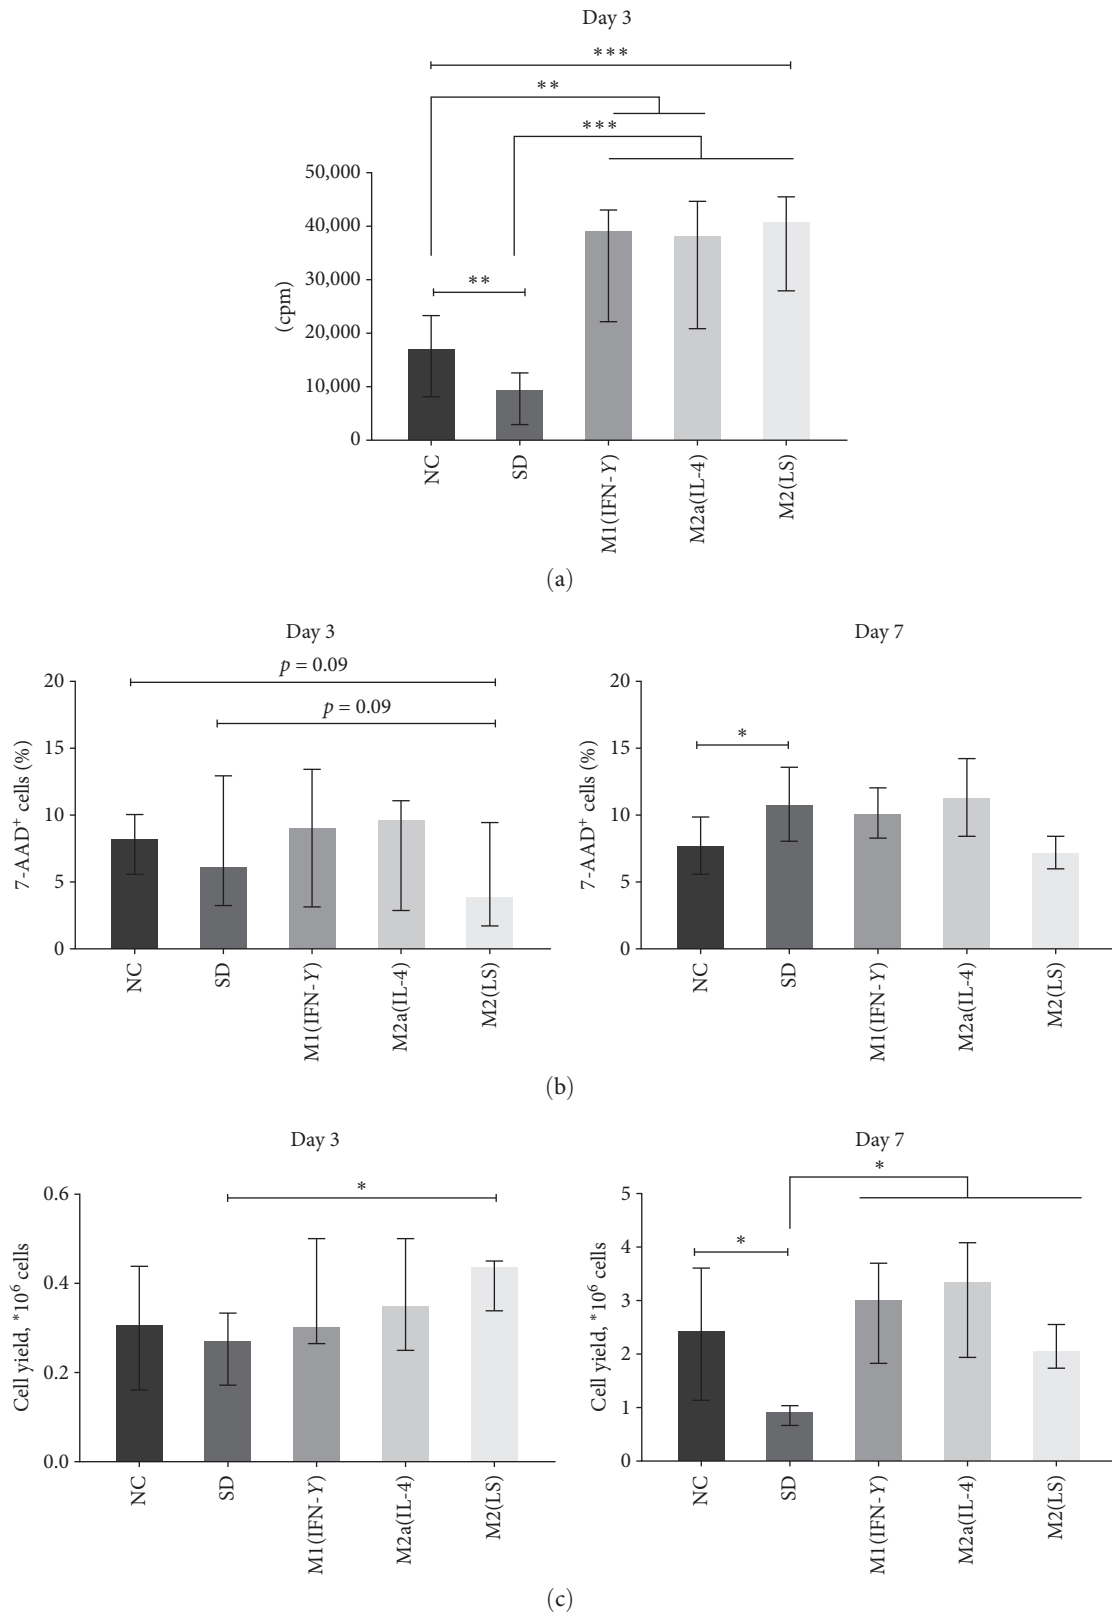 Day 3
***
**
***
50,000
40,000
30,000
20,000
10,000
0
(cpm)
**
NC
SD
M1(IFN-Y)
M2a(IL-4)
M2(LS)
(a)
Day 3
p = 0.09
p = 0.09
20
15
10
5
0
7-AAD⁺ cells (%)
NC
SD
M1(IFN-Y)
M2a(IL-4)
M2(LS)
Day 7
*
20
15
10
5
0
7-AAD⁺ cells (%)
NC
SD
M1(IFN-Y)
M2a(IL-4)
M2(LS)
(b)
Day 3
*
0.6
0.4
0.2
0.0
Cell yield, *10⁶ cells
NC
SD
M1(IFN-Y)
M2a(IL-4)
M2(LS)
Day 7
*
*
5
4
3
2
1
0
Cell yield, *10⁶ cells
NC
SD
M1(IFN-Y)
M2a(IL-4)
M2(LS)
(c)